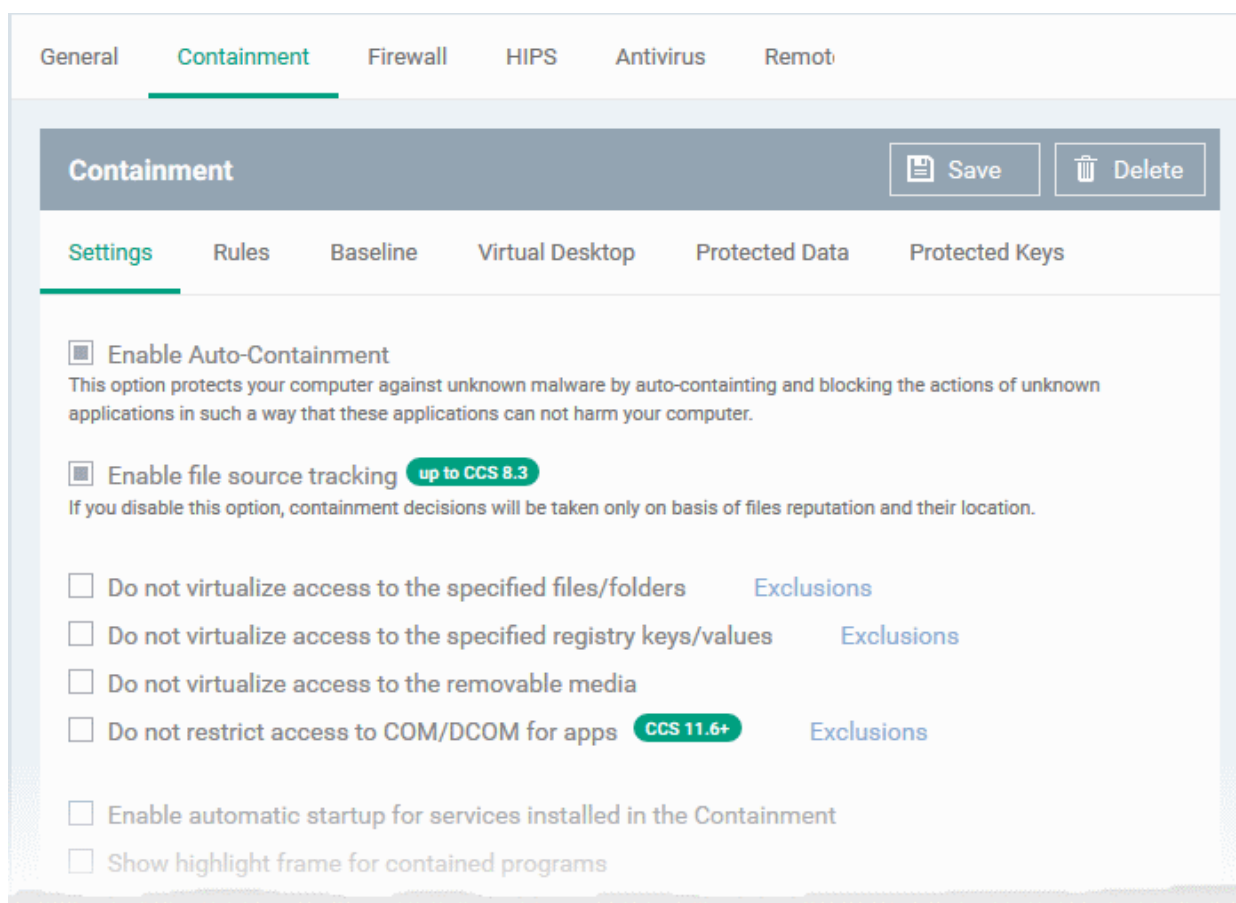 General Containment Firewall HIPS Antivirus Remot
Containment Save Delete
Settings Rules Baseline Virtual Desktop Protected Data Protected Keys
Enable Auto-Containment
This option protects your computer against unknown malware by auto-containting and blocking the actions of unknown
applications in such a way that these applications can not harm your computer.
Enable file source tracking up to CCS 8.3
If you disable this option, containment decisions will be taken only on basis of files reputation and their location.
Do not virtualize access to the specified files/folders Exclusions
Do not virtualize access to the specified registry keys/values Exclusions
Do not virtualize access to the removable media
Do not restrict access to COM/DCOM for apps CCS 11.6+ Exclusions
Enable automatic startup for services installed in the Containment
Show highlight frame for contained programs